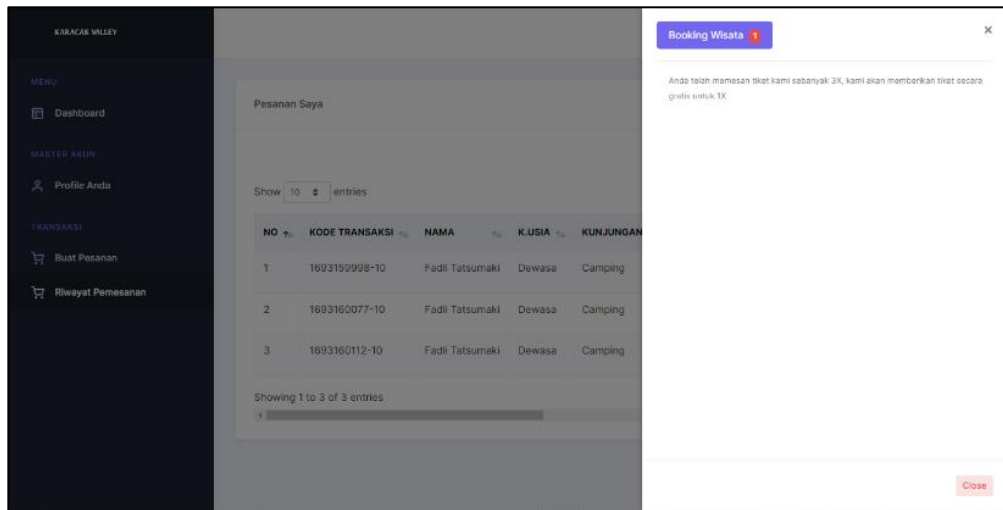 KARACAK VALLEY
MENU
Dashboard
MASTER AKUN
Profile Anda
TRANSAKSI
Buat Pesanan
Riwayat Pemesanan
Pesanan Saya
Show 10 entries
NO KODE TRANSAKSI NAMA K.USIA KUNJUNGAN
1 1693159998-10 Fadli Tatsumaki Dewasa Camping
2 1693160077-10 Fadli Tatsumaki Dewasa Camping
3 1693160112-10 Fadli Tatsumaki Dewasa Camping
Showing 1 to 3 of 3 entries
Booking Wisata 1
×
Anda telah memesan tiket kami sebanyak 3X, kami akan memberikan tiket secara
gratis untuk 1X
Close